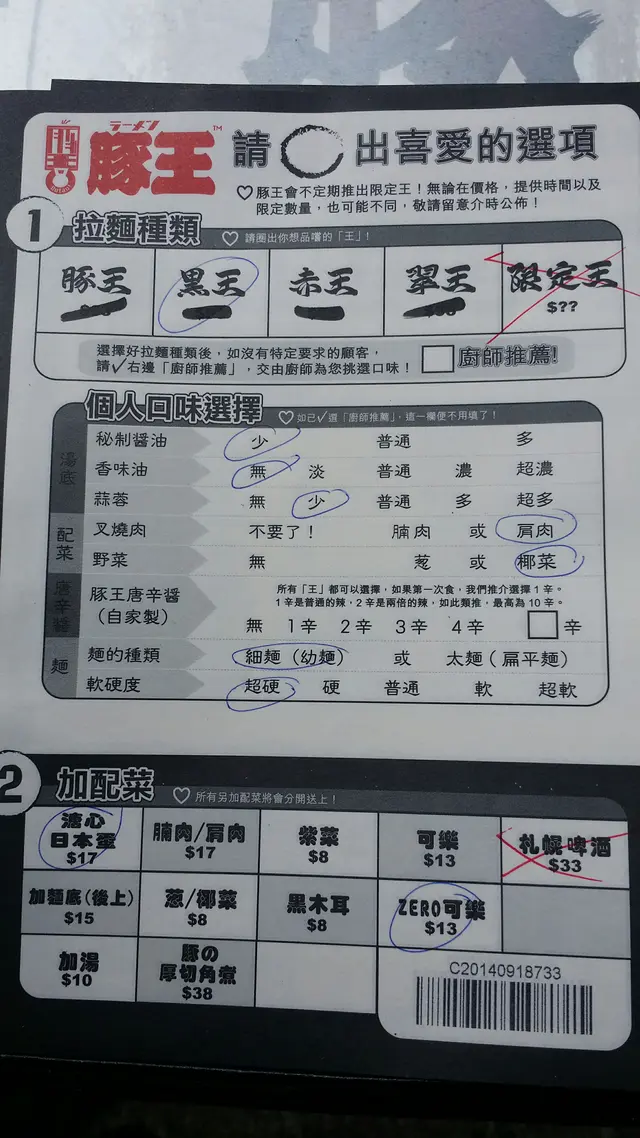 ラーメン
豚王™ 請 出喜愛的選項
Butao
♡豚王會不定期推出限定王！無論在價格，提供時間以及
限定數量，也可能不同，敬請留意介時公佈！
1 拉麵種類 ♡ 請圈出你想品嚐的「王」！
豚王 黒王 赤王 翠王 限定王
$??
選擇好拉麵種類後，如沒有特定要求的顧客，
請✓右邊「廚師推薦」，交由廚師為您挑選口味！ 廚師推薦!
個人口味選擇 ♡如已✓選「廚師推薦」，這一欄便不用填了！
湯底
秘制醬油 少 普通 多
香味油 無 淡 普通 濃 超濃
蒜蓉 無 少 普通 多 超多
配菜
叉燒肉 不要了！ 腩肉 或 肩肉
野菜 無 葱 或 椰菜
唐辛醬
豚王唐辛醬
（自家製）
所有「王」都可以選擇，如果第一次食，我們推介選擇1辛。
1辛是普通的辣，2辛是兩倍的辣，如此類推，最高為10辛。
無 1辛 2辛 3辛 4辛 辛
麵
麵的種類 細麵（幼麵） 或 太麵（扁平麵）
軟硬度 超硬 硬 普通 軟 超軟
2 加配菜 ♡ 所有另加配菜將會分開送上！
溏心
日本蛋
$17
腩肉/肩肉
$17
紫菜
$8
可樂
$13
札幌啤酒
$33
加麵底(後上)
$15
葱/椰菜
$8
黒木耳
$8
ZERO可樂
$13
加湯
$10
豚の
厚切角煮
$38
C20140918733